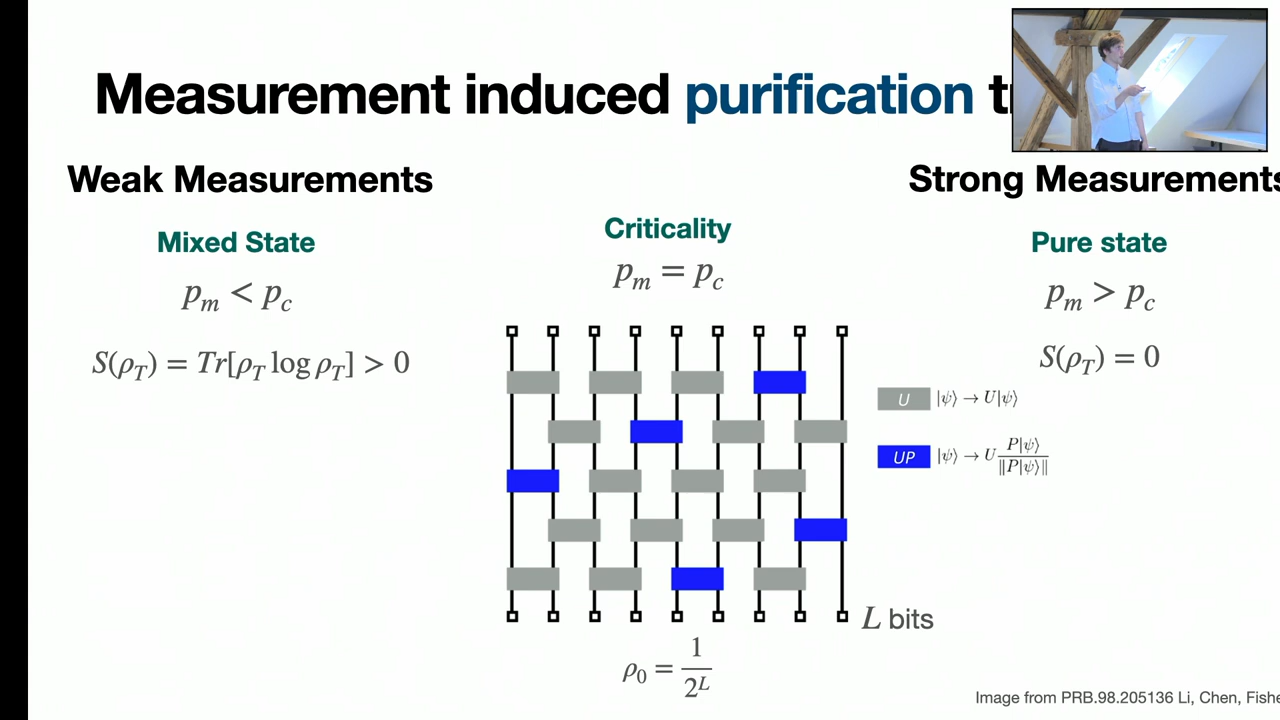 Measurement induced purification
Weak Measurements
Mixed State
p_m < p_c
S(ρ_T) = Tr[ρ_T log ρ_T] > 0
Criticality
p_m = p_c
Strong Measurements
Pure state
p_m > p_c
S(ρ_T) = 0
U |ψ⟩ → U|ψ⟩
UP |ψ⟩ → U P|ψ⟩ / ‖P|ψ⟩‖
L bits
ρ_0 = 1 / 2^L
Image from PRB.98.205136 Li, Chen,